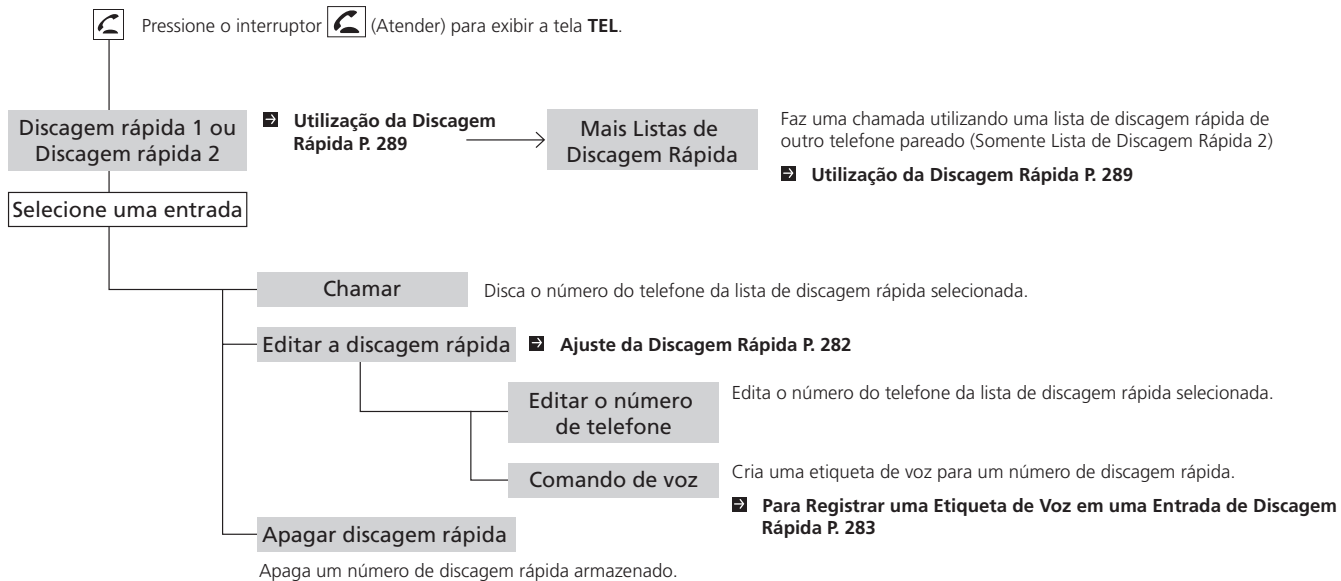 Pressione o interruptor (Atender) para exibir a tela TEL.
Discagem rápida 1 ou
Discagem rápida 2
Utilização da Discagem
Rápida P. 289
Mais Listas de
Discagem Rápida
Faz uma chamada utilizando uma lista de discagem rápida de
outro telefone pareado (Somente Lista de Discagem Rápida 2)
Utilização da Discagem Rápida P. 289
Selecione uma entrada
Chamar
Disca o número do telefone da lista de discagem rápida selecionada.
Editar a discagem rápida
Ajuste da Discagem Rápida P. 282
Editar o número
de telefone
Edita o número do telefone da lista de discagem rápida selecionada.
Comando de voz
Cria uma etiqueta de voz para um número de discagem rápida.
Para Registrar uma Etiqueta de Voz em uma Entrada de Discagem
Rápida P. 283
Apagar discagem rápida
Apaga um número de discagem rápida armazenado.